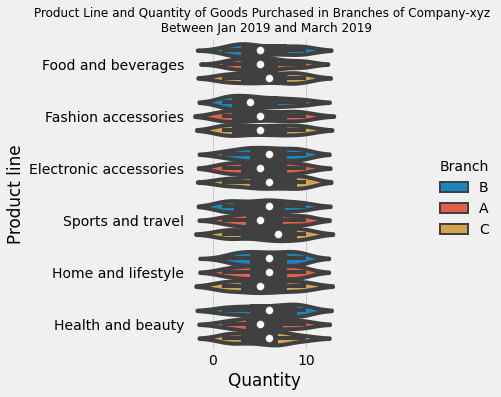 Product Line and Quantity of Goods Purchased in Branches of Company-xyz
Between Jan 2019 and March 2019
Product line
Food and beverages
Fashion accessories
Electronic accessories
Sports and travel
Home and lifestyle
Health and beauty
0 10
Quantity
Branch
B
A
C